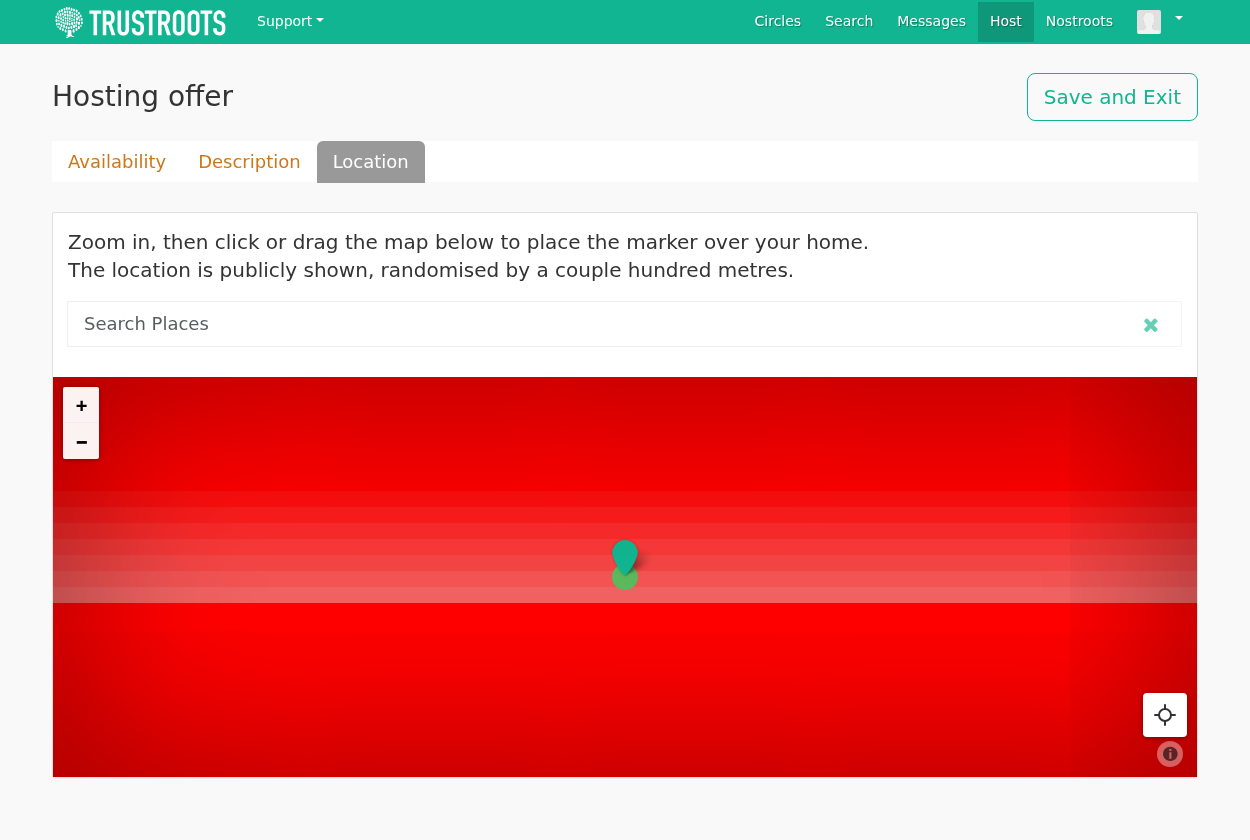 TRUSTROOTS
Support
Circles
Search
Messages
Host
Nostroots
Hosting offer
Save and Exit
Availability
Description
Location
Zoom in, then click or drag the map below to place the marker over your home.
The location is publicly shown, randomised by a couple hundred metres.
Search Places
+
−